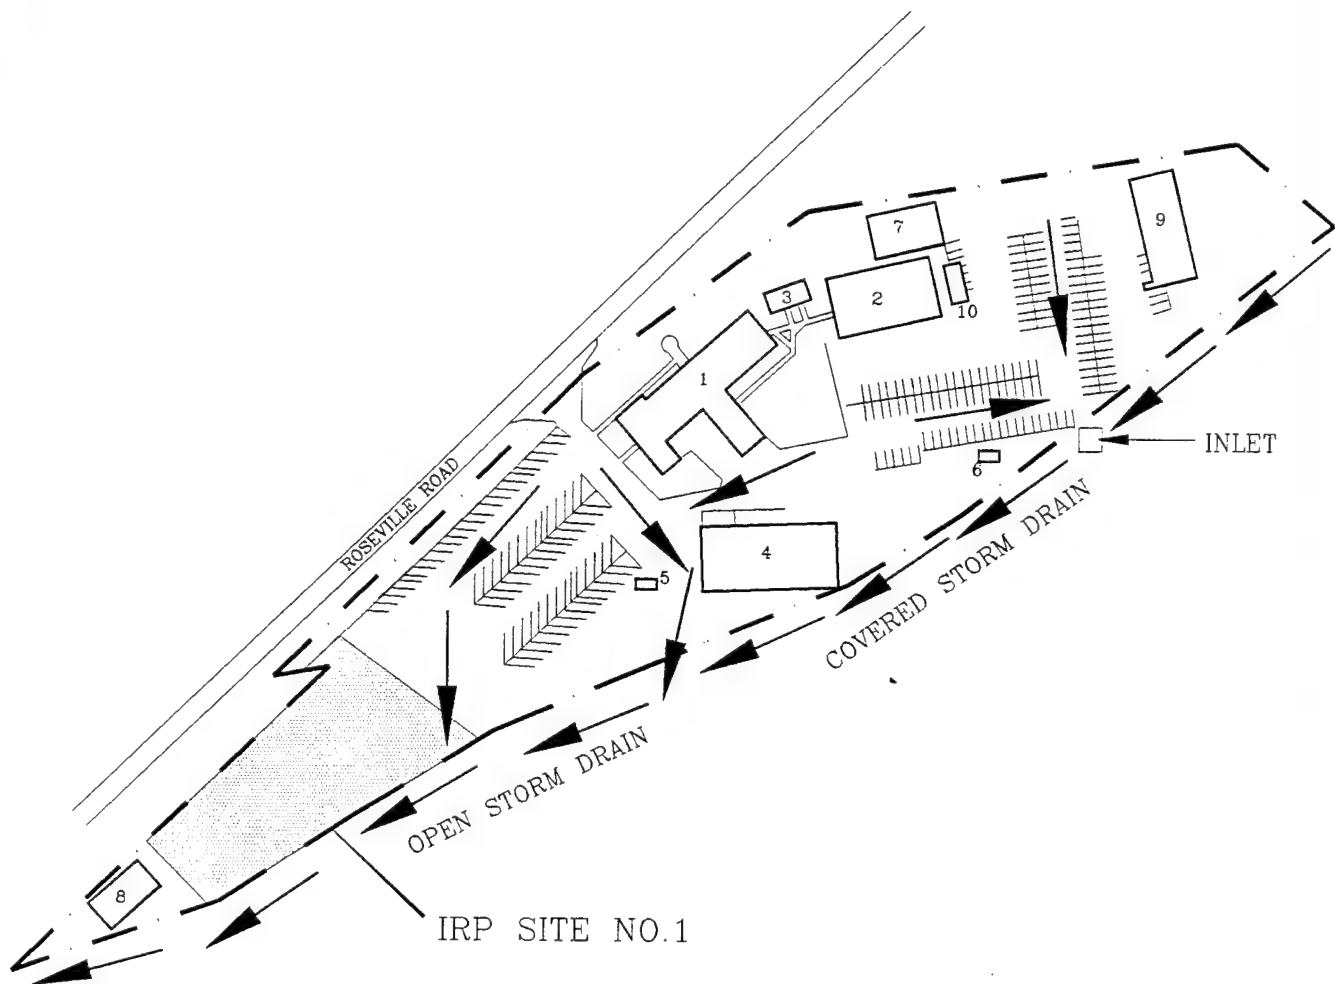 7
9
3
2
10
1
INLET
ROSEVILLE ROAD
6
4
5
COVERED STORM DRAIN
OPEN STORM DRAIN
8
IRP SITE NO.1